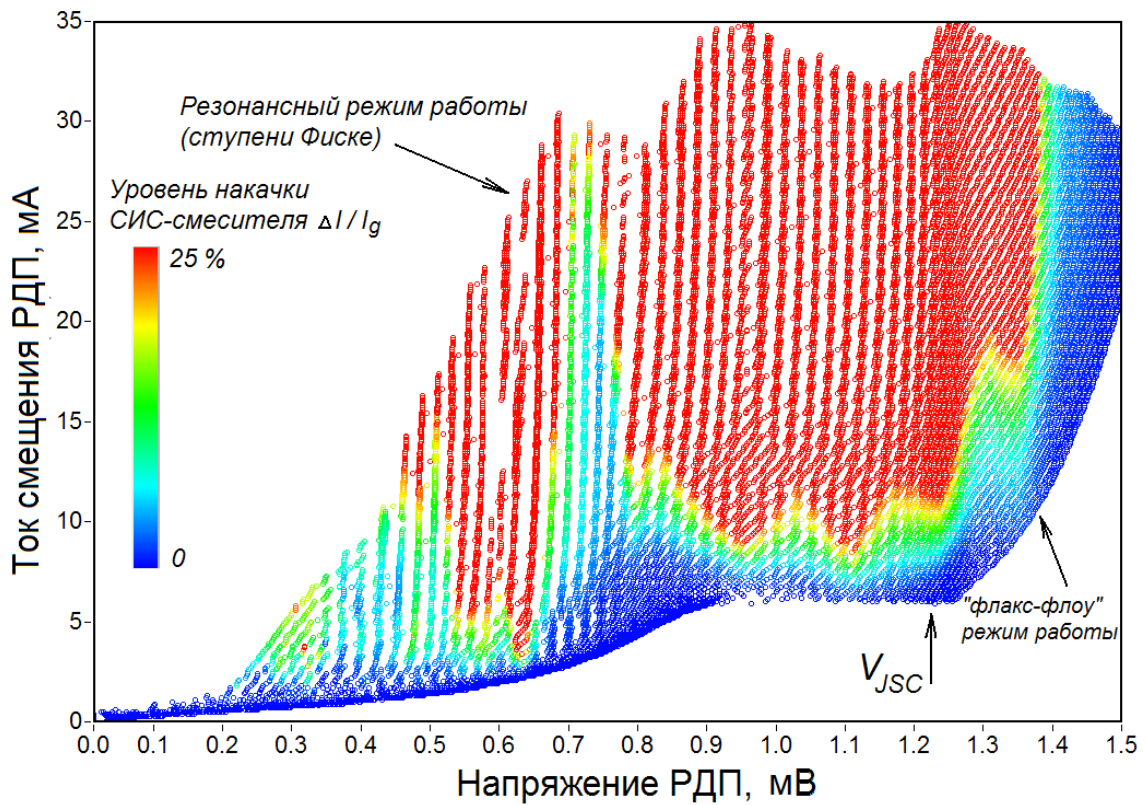 35
30
25
20
15
10
5
0
Ток смещения РДП, мА
Резонансный режим работы
(ступени Фиске)
Уровень накачки
СИС-смесителя Δ I / Ig
25 %
0
"флакс-флоу"
режим работы
VJSC
0.0 0.1 0.2 0.3 0.4 0.5 0.6 0.7 0.8 0.9 1.0 1.1 1.2 1.3 1.4 1.5
Напряжение РДП, мВ